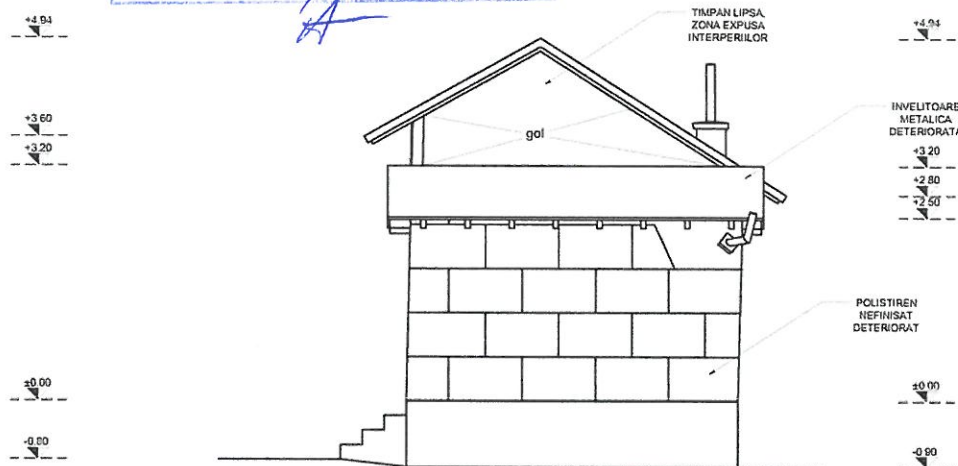 TIMPAN LIPSA,
ZONA EXPUSA
INTERPERIILOR
+4.94
+4.94
INVELITOARE
METALICA
DETERIORATA
+3.60
+3.20
gol
+3.20
+2.80
+2.50
POLISTIREN
NEFINISAT
DETERIORAT
±0.00
±0.00
-0.80
-0.90